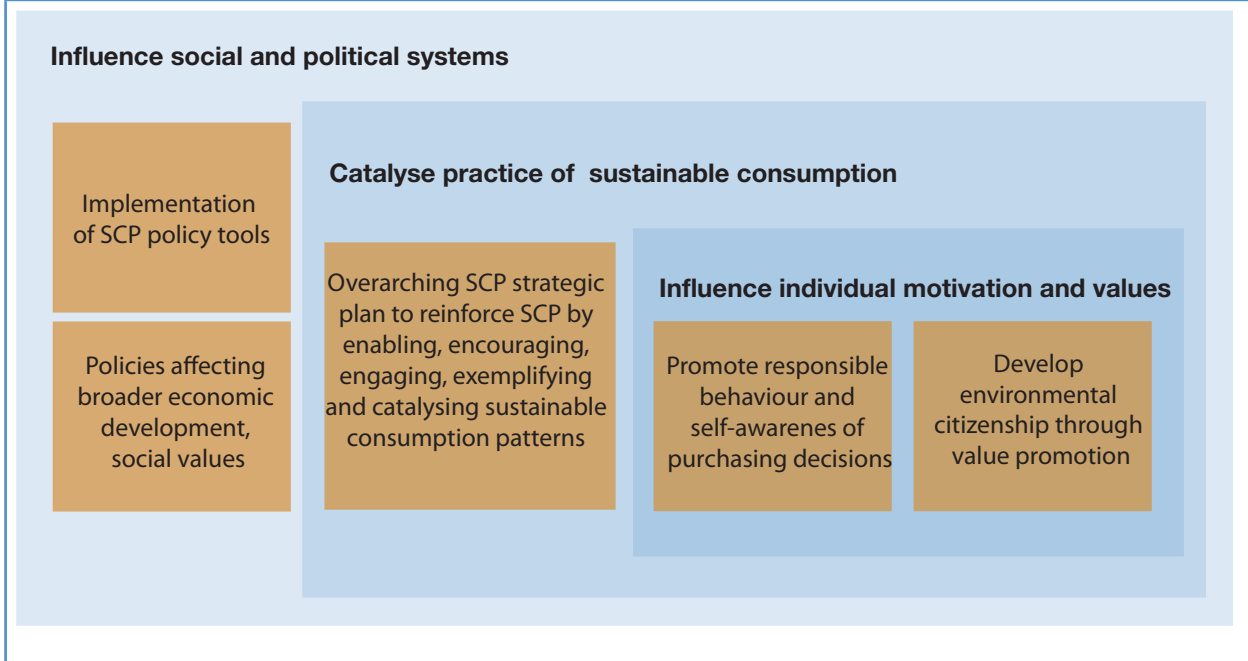 Influence social and political systems
Implementation
of SCP policy tools
Policies affecting
broader economic
development,
social values
Catalyse practice of  sustainable consumption
Overarching SCP strategic
plan to reinforce SCP by
enabling, encouraging,
engaging, exemplifying
and catalysing sustainable
consumption patterns
Influence individual motivation and values
Promote responsible
behaviour and
self-awarenes of
purchasing decisions
Develop
environmental
citizenship through
value promotion